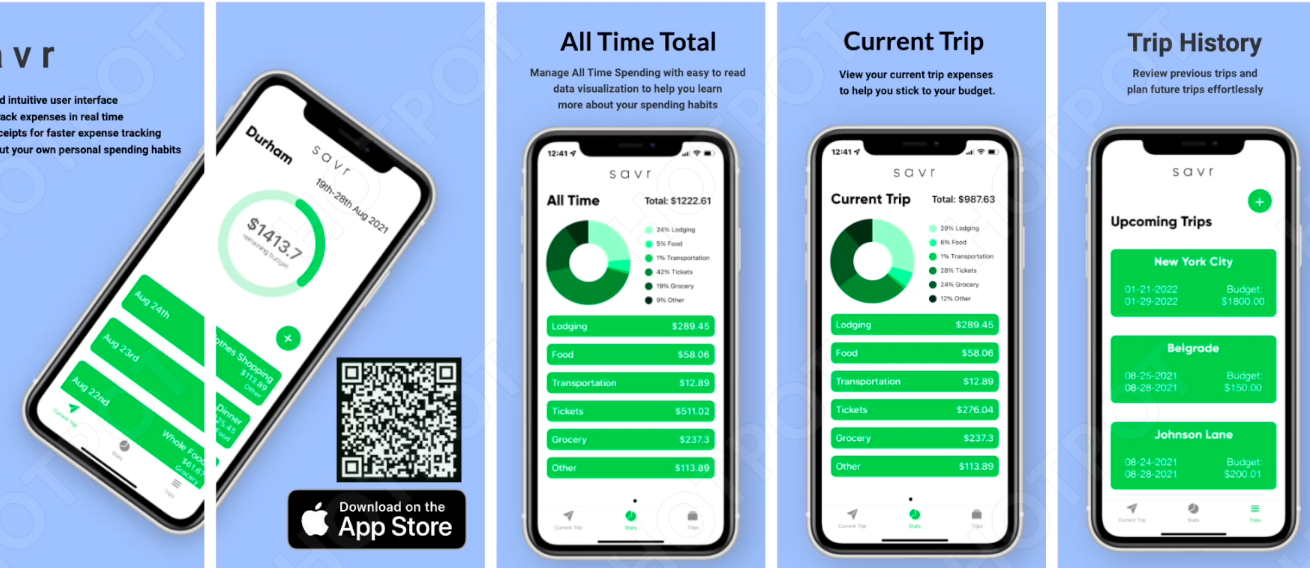 a v r
d intuitive user interface
ack expenses in real time
ceipts for faster expense tracking
ut your own personal spending habits
Durham
s a v r
19th-28th Aug 2021
$1413.7
remaining budget
Aug 24th
othes Shopping
$113.89
Other
Aug 23rd
Dinner
$25.45
Food
Aug 22nd
Whole Food
$61.67
Grocery
Current Trip
Stats
Trips
Download on the
App Store
All Time Total
Manage All Time Spending with easy to read
data visualization to help you learn
more about your spending habits
12:41
savr
All Time Total: $1222.61
24% Lodging
5% Food
1% Transportation
42% Tickets
19% Grocery
9% Other
Lodging $289.45
Food $58.06
Transportation $12.89
Tickets $511.02
Grocery $237.3
Other $113.89
Current Trip Stats Trips
Current Trip
View your current trip expenses
to help you stick to your budget.
12:41
savr
Current Trip Total: $987.63
29% Lodging
6% Food
1% Transportation
28% Tickets
24% Grocery
12% Other
Lodging $289.45
Food $58.06
Transportation $12.89
Tickets $276.04
Grocery $237.3
Other $113.89
Current Trip Stats Trips
Trip History
Review previous trips and
plan future trips effortlessly
savr
+
Upcoming Trips
New York City
01-21-2022 Budget:
01-29-2022 $1800.00
Belgrade
08-25-2021 Budget:
08-28-2021 $150.00
Johnson Lane
08-24-2021 Budget:
08-28-2021 $200.01
Current Trip Stats Trips
HOTPOT